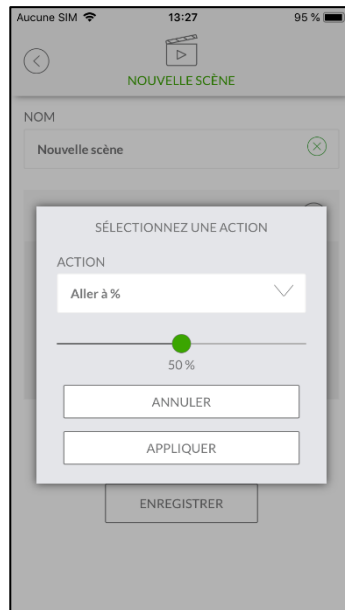 Aucune SIM 13:27 95 %
NOUVELLE SCÈNE
NOM
Nouvelle scène
SÉLECTIONNEZ UNE ACTION
ACTION
Aller à %
50 %
ANNULER
APPLIQUER
ENREGISTRER